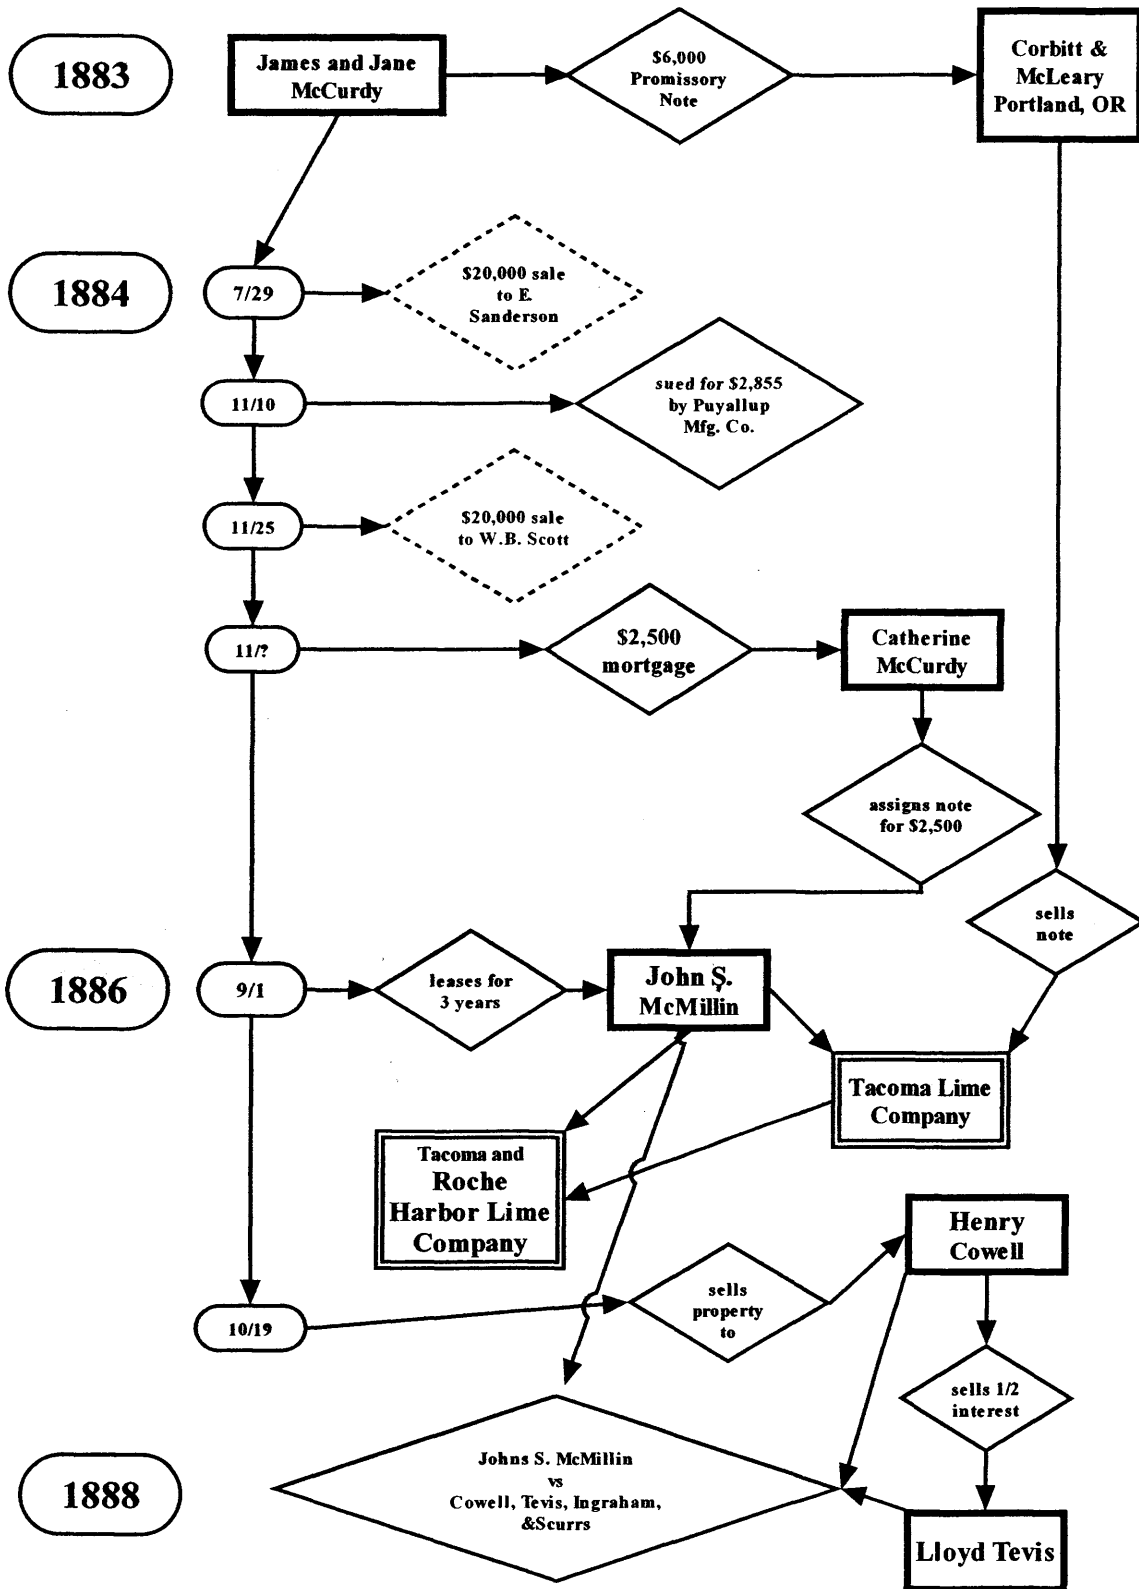 1883
James and Jane
McCurdy
$6,000
Promissory
Note
Corbitt &
McLeary
Portland, OR
1884
7/29
$20,000 sale
to E.
Sanderson
11/10
sued for $2,855
by Puyallup
Mfg. Co.
11/25
$20,000 sale
to W.B. Scott
11/?
$2,500
mortgage
Catherine
McCurdy
assigns note
for $2,500
sells
note
1886
9/1
leases for
3 years
John S.
McMillin
Tacoma Lime
Company
Tacoma and
Roche
Harbor Lime
Company
Henry
Cowell
10/19
sells
property
to
sells 1/2
interest
1888
Johns S. McMillin
vs
Cowell, Tevis, Ingraham,
&Scurrs
Lloyd Tevis